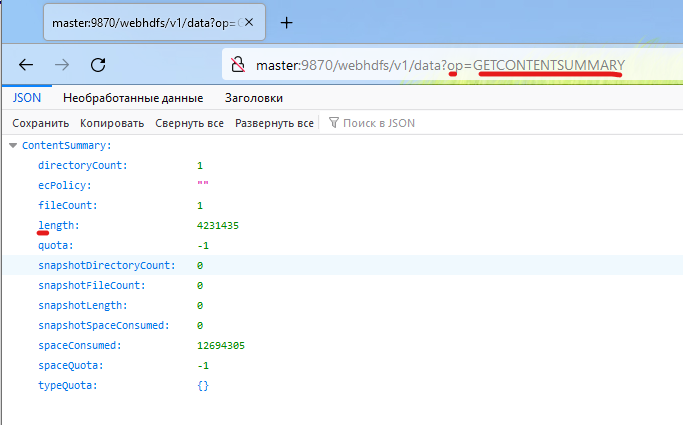 master:9870/webhdfs/v1/data?op=G
master:9870/webhdfs/v1/data?op=GETCONTENTSUMMARY
JSON Необработанные данные Заголовки
Сохранить Копировать Свернуть все Развернуть все Поиск в JSON
ContentSummary:
directoryCount: 1
ecPolicy: ""
fileCount: 1
length: 4231435
quota: -1
snapshotDirectoryCount: 0
snapshotFileCount: 0
snapshotLength: 0
snapshotSpaceConsumed: 0
spaceConsumed: 12694305
spaceQuota: -1
typeQuota: {}